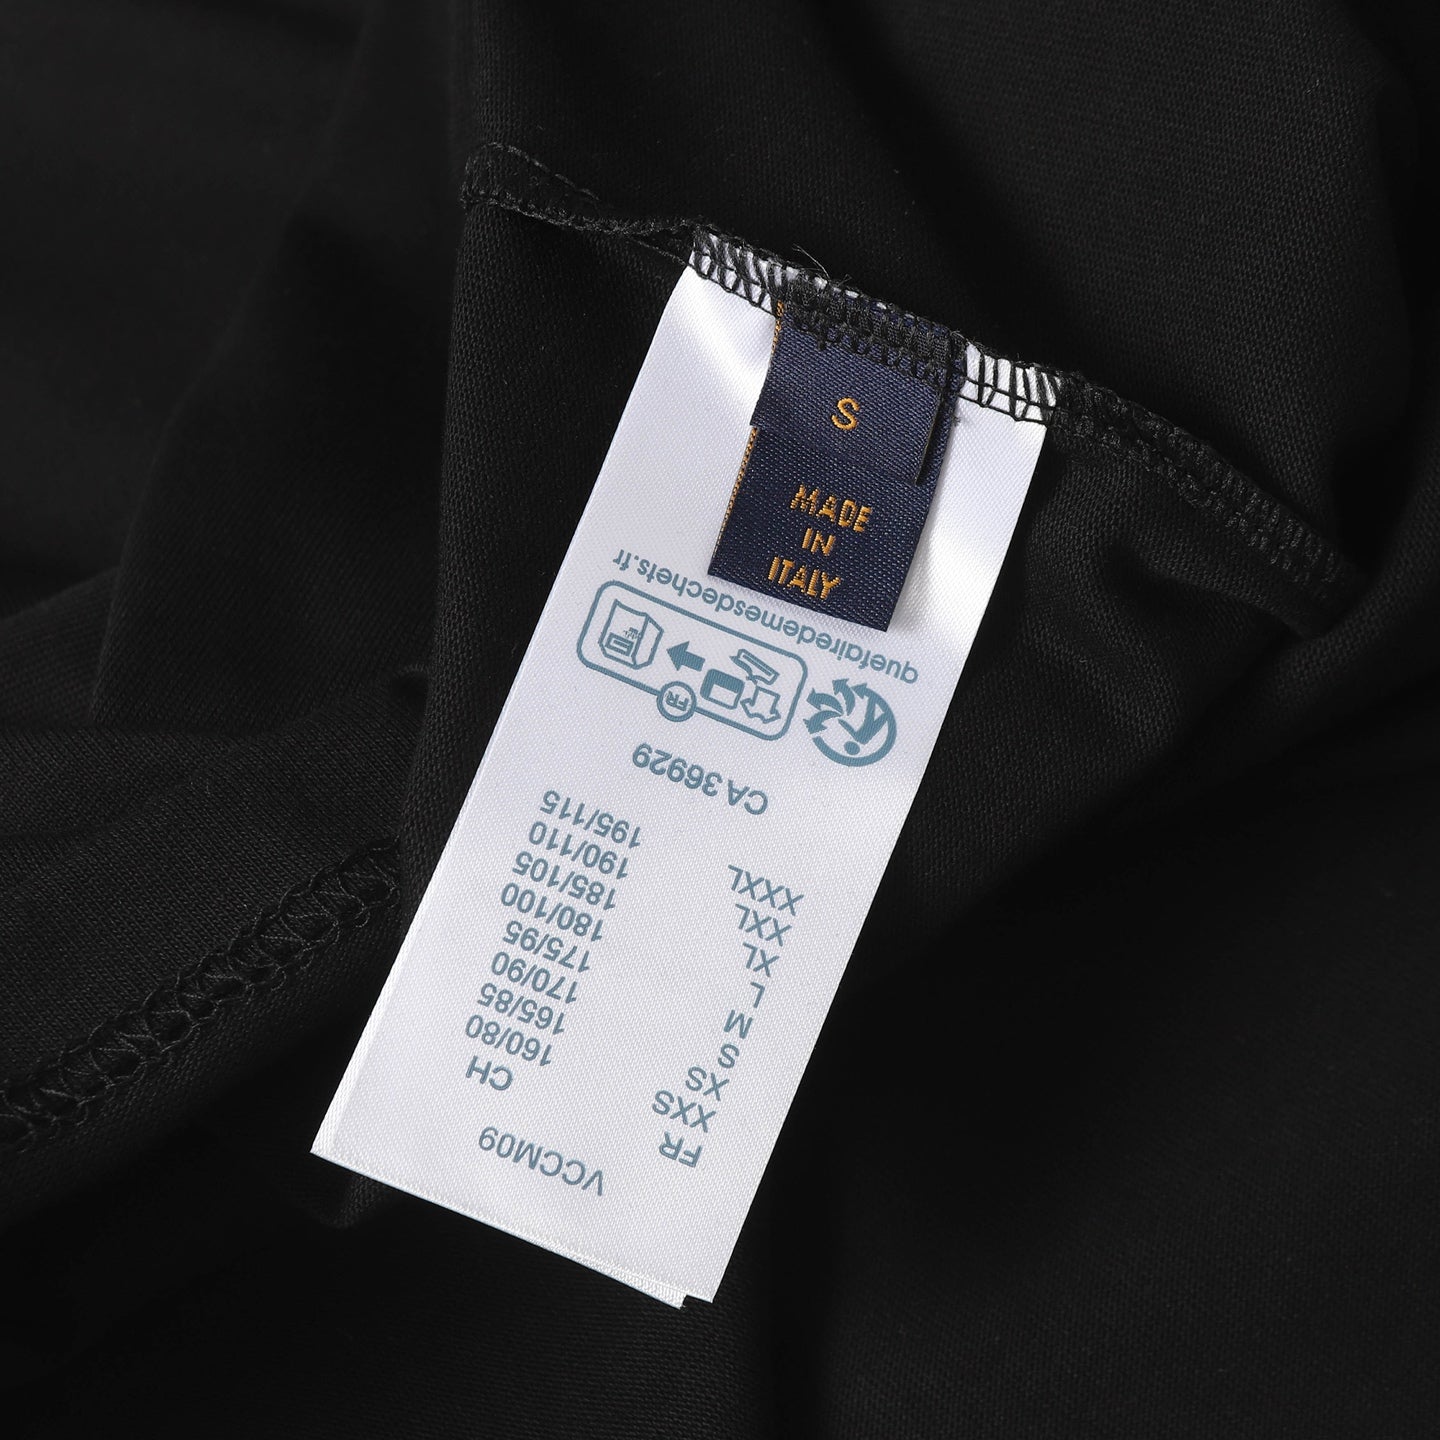 S
MADE
IN
ITALY
VCCM09
FR CH
XXS 160/80
XS 165/85
S 170/90
M 175/95
L 180/100
XL 185/105
XXL 190/110
XXXL 195/115
CA 36929
FR
quefairedemesdechets.fr